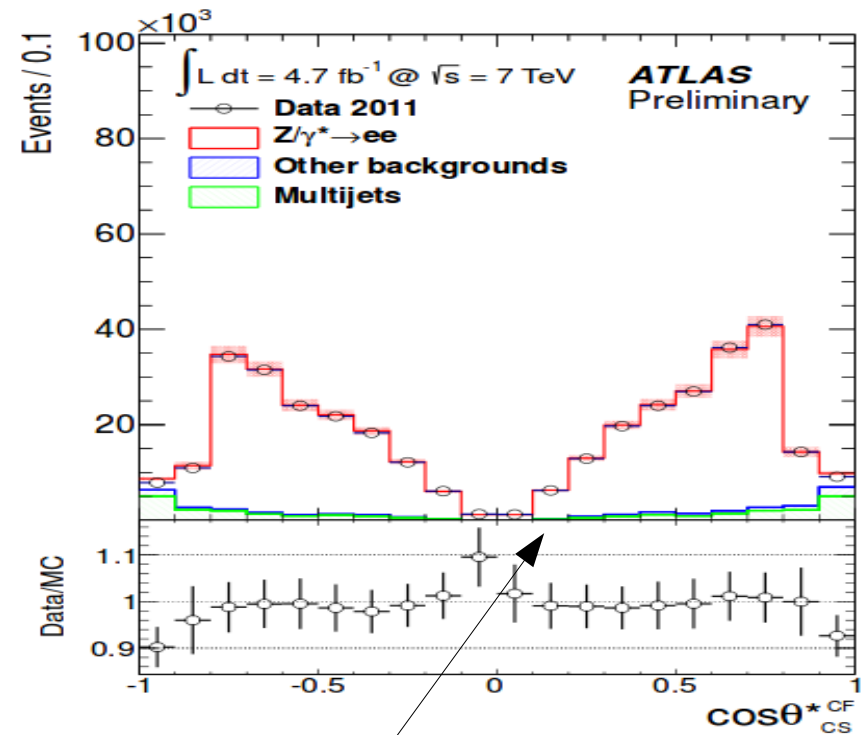 ×10³
Events / 0.1
100
80
60
40
20
∫L dt = 4.7 fb⁻¹ @ √s = 7 TeV
ATLAS
Preliminary
Data 2011
Z/γ*→ee
Other backgrounds
Multijets
Data/MC
1.1
1
0.9
-1 -0.5 0 0.5 1
cosθ*CF CS